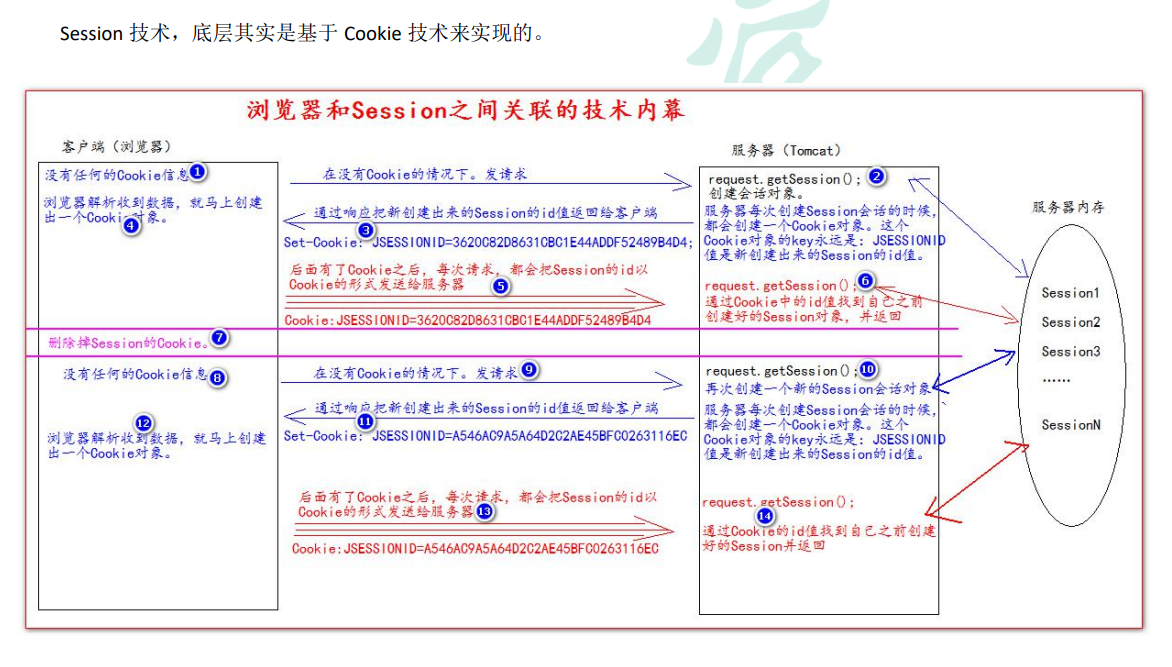 Session 技术，底层其实是基于 Cookie 技术来实现的。
浏览器和Session之间关联的技术内幕
客户端（浏览器）
没有任何的Cookie信息 1
浏览器解析收到数据，就马上创建
出一个Cookie对象。
4
删除掉Session的Cookie。 7
没有任何的Cookie信息 8
12
浏览器解析收到数据，就马上创建
出一个Cookie对象。
在没有Cookie的情况下。发请求
通过响应把新创建出来的Session的id值返回给客户端
3
Set-Cookie: JSESSIONID=3620C82D8631CBC1E44ADDF52489B4D4;
后面有了Cookie之后，每次请求，都会把Session的id以
Cookie的形式发送给服务器 5
Cookie:JSESSIONID=3620C82D8631CBC1E44ADDF52489B4D4
在没有Cookie的情况下。发请求 9
通过响应把新创建出来的Session的id值返回给客户端
11
Set-Cookie: JSESSIONID=A546AC9A5A64D2C2AE45BFC0263116EC
后面有了Cookie之后，每次请求，都会把Session的id以
Cookie的形式发送给服务器 13
Cookie:JSESSIONID=A546AC9A5A64D2C2AE45BFC0263116EC
服务器（Tomcat）
request.getSession(); 2
创建会话对象。
服务器每次创建Session会话的时候，
都会创建一个Cookie对象。这个
Cookie对象的key永远是：JSESSIONID
值是新创建出来的Session的id值。
request.getSession(); 6
通过Cookie中的id值找到自己之前
创建好的Session对象，并返回
request.getSession(); 10
再次创建一个新的Session会话对象
服务器每次创建Session会话的时候，
都会创建一个Cookie对象。这个
Cookie对象的key永远是：JSESSIONID
值是新创建出来的Session的id值。
request.getSession();
14
通过Cookie的id值找到自己之前创建
好的Session并返回
服务器内存
Session1
Session2
Session3
......
SessionN